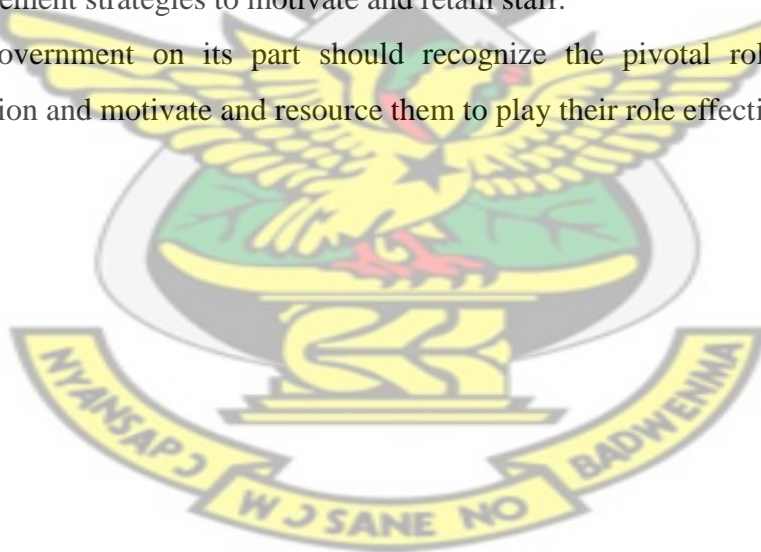 ement strategies to motivate and retain staff.
overnment on its part should recognize the pivotal rol
ion and motivate and resource them to play their role effecti
NYANSAPƆ WƆSANE NO BADWENMA